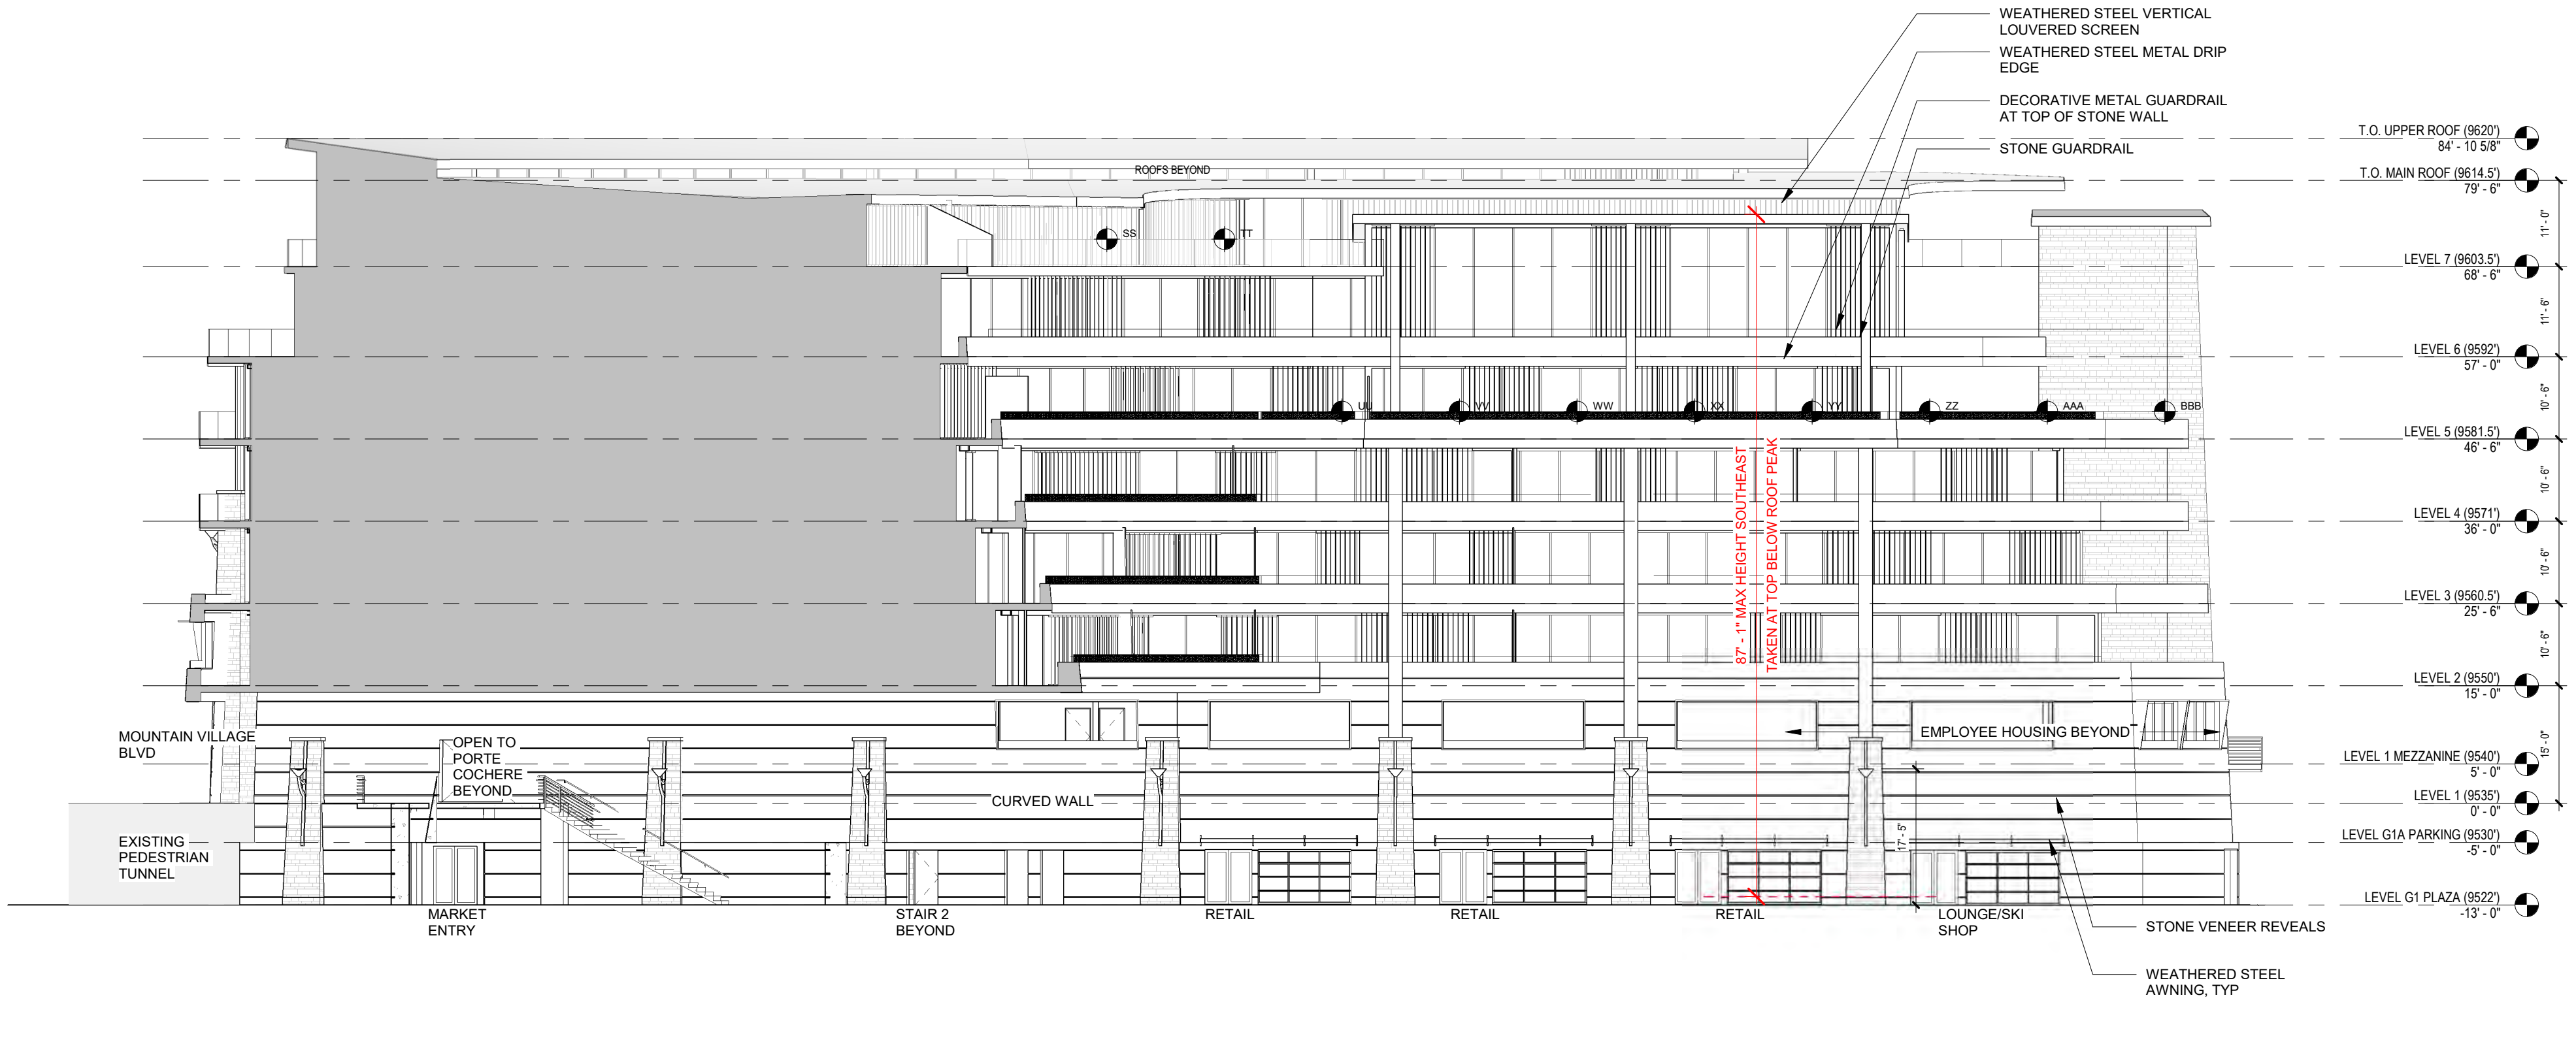 WEATHERED STEEL VERTICAL
LOUVERED SCREEN
WEATHERED STEEL METAL DRIP
EDGE
DECORATIVE METAL GUARDRAIL
AT TOP OF STONE WALL
STONE GUARDRAIL
T.O. UPPER ROOF (9620')
84' - 10 5/8"
T.O. MAIN ROOF (9614.5')
79' - 6"
11' - 0"
LEVEL 7 (9603.5')
68' - 6"
11' - 6"
LEVEL 6 (9592')
57' - 0"
10' - 6"
LEVEL 5 (9581.5')
46' - 6"
10' - 6"
LEVEL 4 (9571')
36' - 0"
10' - 6"
LEVEL 3 (9560.5')
25' - 6"
10' - 6"
LEVEL 2 (9550')
15' - 0"
15' - 0"
LEVEL 1 MEZZANINE (9540')
5' - 0"
LEVEL 1 (9535')
0' - 0"
LEVEL G1A PARKING (9530')
-5' - 0"
LEVEL G1 PLAZA (9522')
-13' - 0"
ROOFS BEYOND
SS
TT
UU
VV
WW
XX
YY
ZZ
AAA
BBB
87' - 1" MAX HEIGHT SOUTHEAST
TAKEN AT TOP BELOW ROOF PEAK
MOUNTAIN VILLAGE
BLVD
OPEN TO
PORTE
COCHERE
BEYOND
EMPLOYEE HOUSING BEYOND
CURVED WALL
17' - 5"
EXISTING
PEDESTRIAN
TUNNEL
MARKET
ENTRY
STAIR 2
BEYOND
RETAIL
RETAIL
RETAIL
LOUNGE/SKI
SHOP
STONE VENEER REVEALS
WEATHERED STEEL
AWNING, TYP